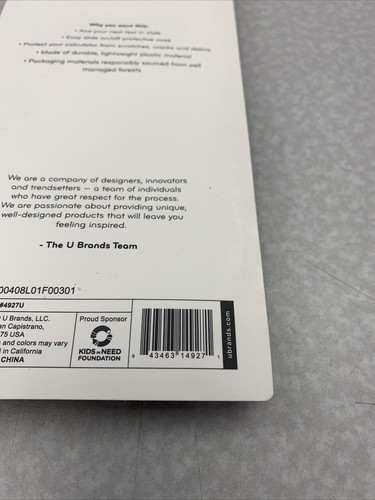 Why you want this:
• Ace your next test in style
• Easy slide on/off protective case
• Protect your calculator from scratches, cracks and debris
• Made of durable, lightweight plastic material
• Packaging materials responsibly sourced from well
managed forests
We are a company of designers, innovators
and trendsetters – a team of individuals
who have great respect for the process.
We are passionate about providing unique,
well-designed products that will leave you
feeling inspired.
- The U Brands Team
00408L01F00301
#4927U
U Brands, LLC.
an Capistrano,
75 USA
s and colors may vary
d in California
CHINA
Proud Sponsor
KIDS IN NEED
FOUNDATION
8 43463 14927 1
ubrands.com